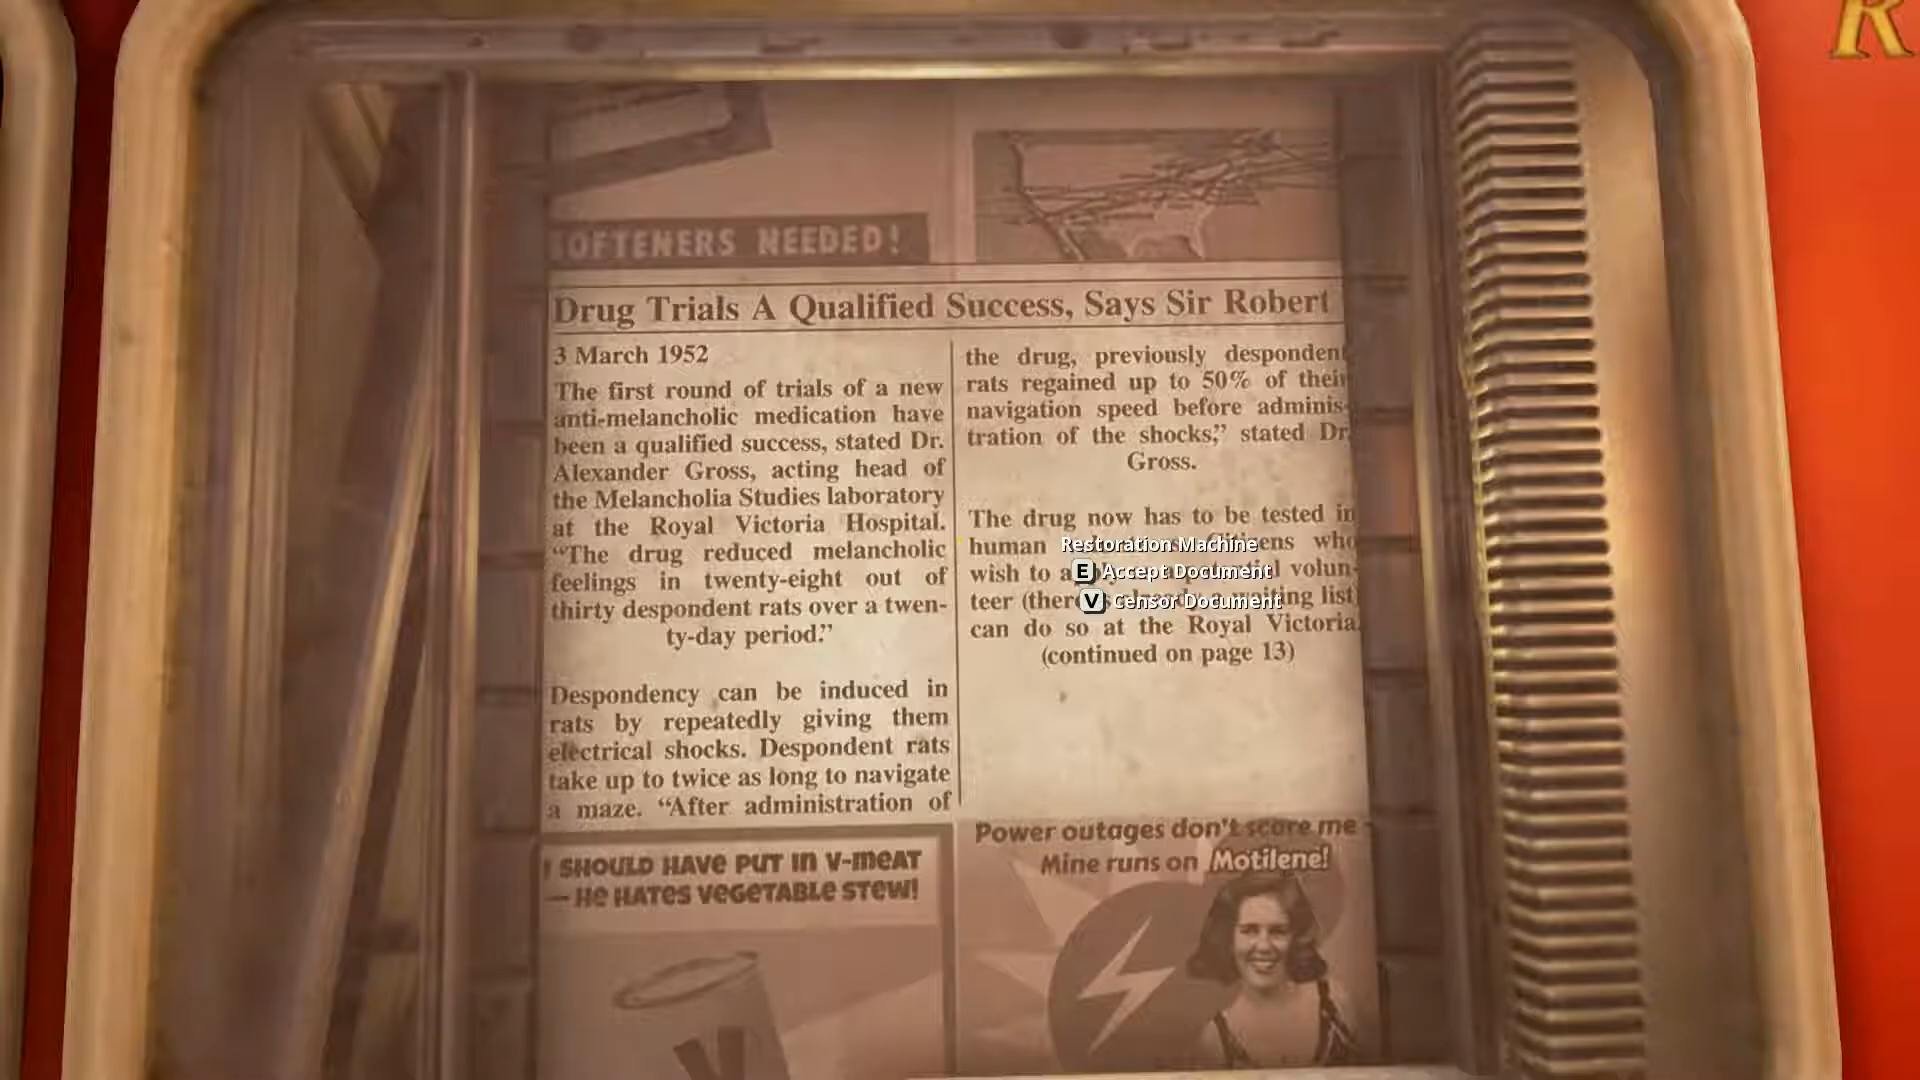 R
OFTENERS NEEDED!
Drug Trials A Qualified Success, Says Sir Robert
3 March 1952
The first round of trials of a new
anti-melancholic medication have
been a qualified success, stated Dr.
Alexander Gross, acting head of
the Melancholia Studies laboratory
at the Royal Victoria Hospital.
“The drug reduced melancholic
feelings in twenty-eight out of
thirty despondent rats over a twen-
ty-day period.”
Despondency can be induced in
rats by repeatedly giving them
electrical shocks. Despondent rats
take up to twice as long to navigate
a maze. “After administration of
the drug, previously despondent
rats regained up to 50% of their
navigation speed before adminis-
tration of the shocks,” stated Dr.
Gross.
The drug now has to be tested in
human Citizens who
wish to volun-
teer waiting list
can do so at the Royal Victoria.
(continued on page 13)
Restoration Machine
E Accept Document
V Censor Document
I SHOULD HAVE PUT IN V-MEAT
— HE HATES VEGETABLE STEW!
Power outages don't scare me -
Mine runs on Motilene!
V